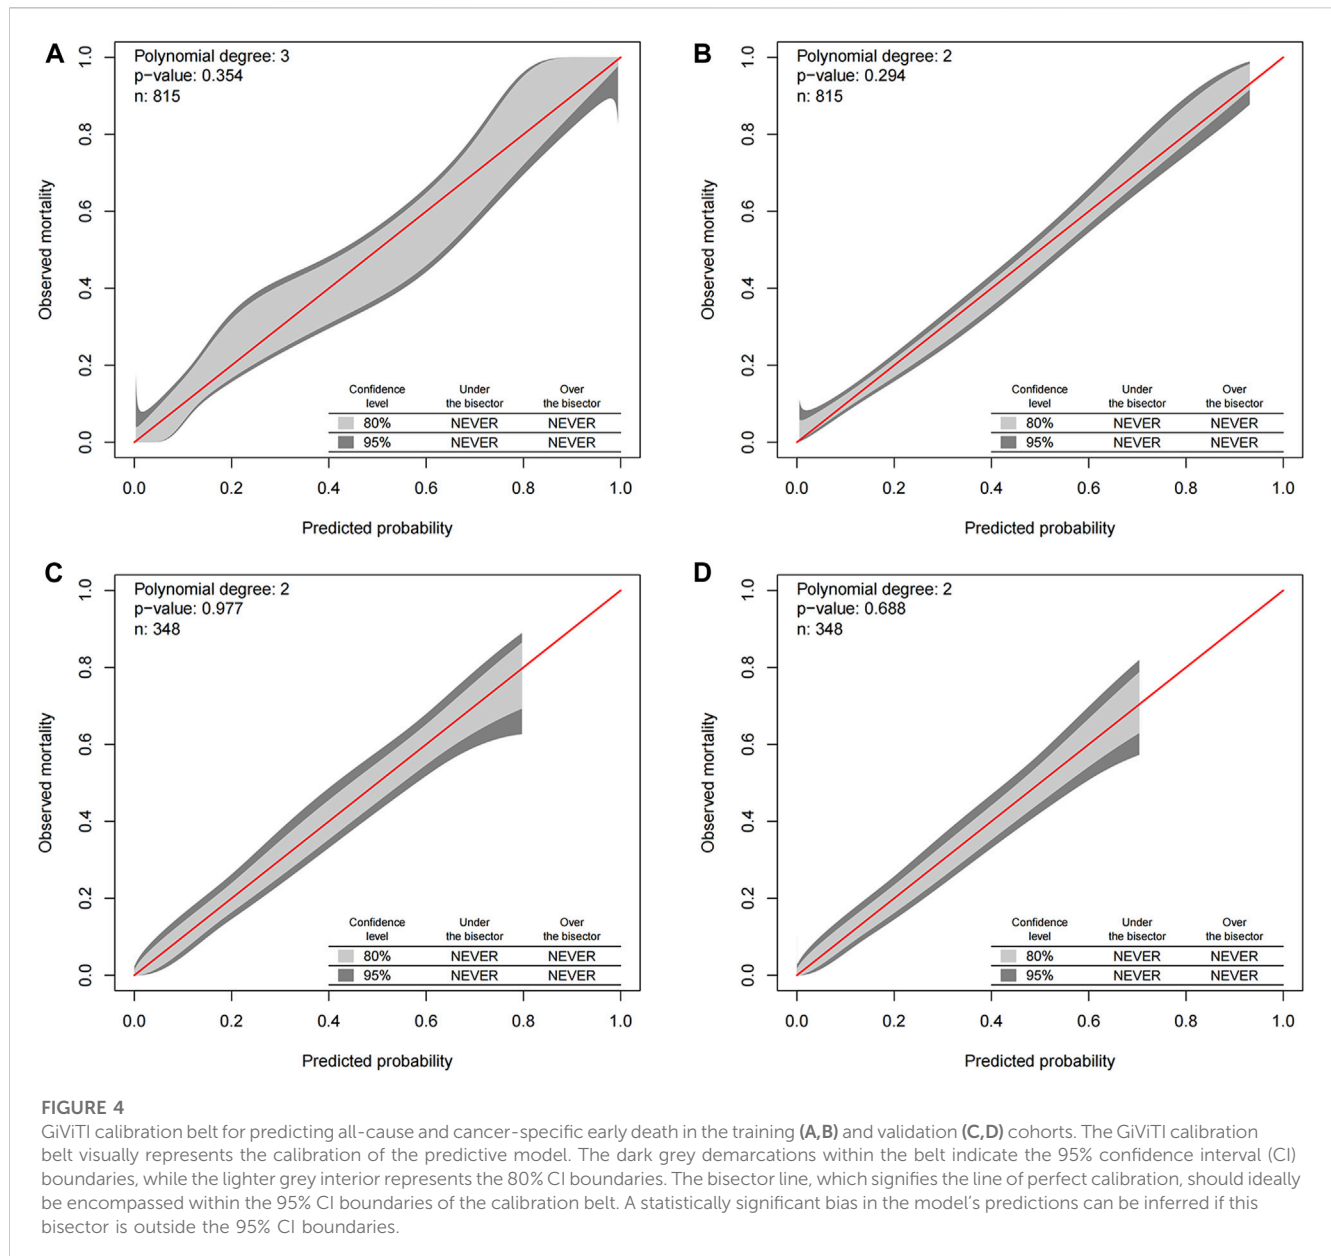 A
Polynomial degree: 3
p-value: 0.354
n: 815
Observed mortality
1.0
0.8
0.6
0.4
0.2
0.0
Confidence level Under the bisector Over the bisector
80% NEVER NEVER
95% NEVER NEVER
0.0 0.2 0.4 0.6 0.8 1.0
Predicted probability
B
Polynomial degree: 2
p-value: 0.294
n: 815
Observed mortality
1.0
0.8
0.6
0.4
0.2
0.0
Confidence level Under the bisector Over the bisector
80% NEVER NEVER
95% NEVER NEVER
0.0 0.2 0.4 0.6 0.8 1.0
Predicted probability
C
Polynomial degree: 2
p-value: 0.977
n: 348
Observed mortality
1.0
0.8
0.6
0.4
0.2
0.0
Confidence level Under the bisector Over the bisector
80% NEVER NEVER
95% NEVER NEVER
0.0 0.2 0.4 0.6 0.8 1.0
Predicted probability
D
Polynomial degree: 2
p-value: 0.688
n: 348
Observed mortality
1.0
0.8
0.6
0.4
0.2
0.0
Confidence level Under the bisector Over the bisector
80% NEVER NEVER
95% NEVER NEVER
0.0 0.2 0.4 0.6 0.8 1.0
Predicted probability
FIGURE 4
GiViTI calibration belt for predicting all-cause and cancer-specific early death in the training (A,B) and validation (C,D) cohorts. The GiViTI calibration
belt visually represents the calibration of the predictive model. The dark grey demarcations within the belt indicate the 95% confidence interval (CI)
boundaries, while the lighter grey interior represents the 80% CI boundaries. The bisector line, which signifies the line of perfect calibration, should ideally
be encompassed within the 95% CI boundaries of the calibration belt. A statistically significant bias in the model's predictions can be inferred if this
bisector is outside the 95% CI boundaries.